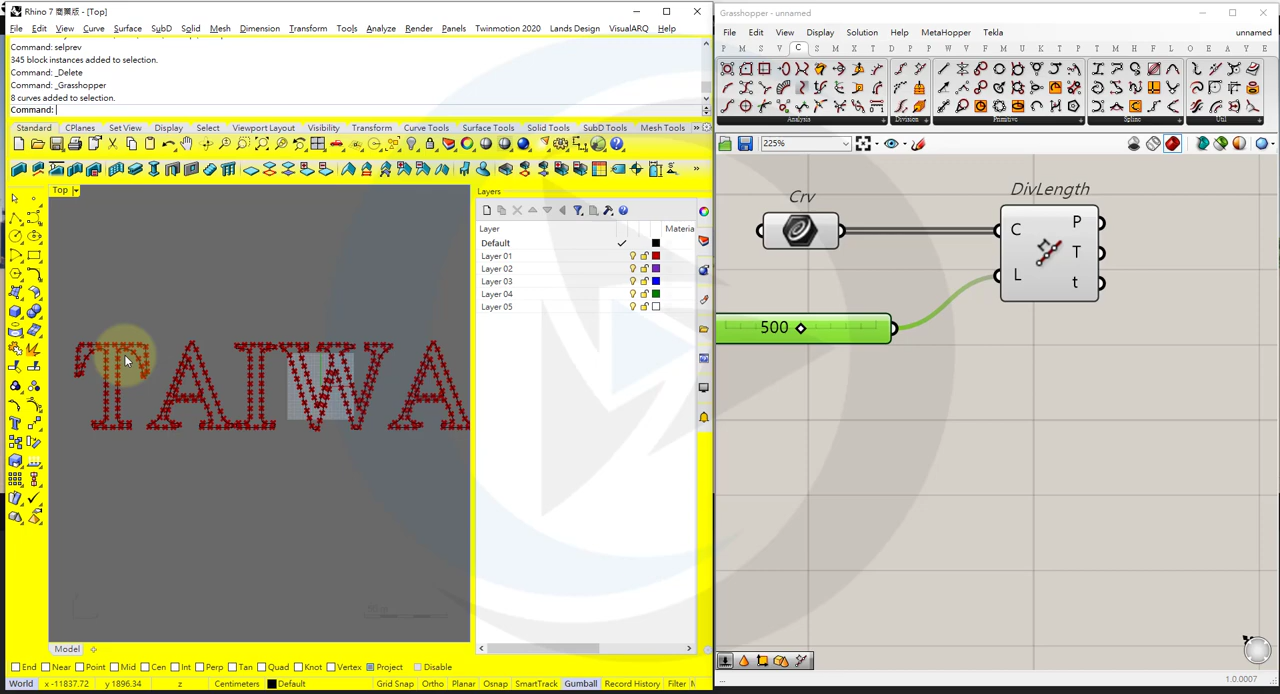 Rhino 7 商業版 - [Top]
File Edit View Curve Surface SubD Solid Mesh Dimension Transform Tools Analyze Render Panels Twinmotion 2020 Lands Design VisualARQ Help
Command: selprev
345 block instances added to selection.
Command: _Delete
Command: _Grasshopper
8 curves added to selection.
Command:
Standard CPlanes Set View Display Select Viewport Layout Visibility Transform Curve Tools Surface Tools Solid Tools SubD Tools Mesh Tools
Top
Layers
Layer Materia
Default
Layer 01
Layer 02
Layer 03
Layer 04
Layer 05
TAIWA
Model
End Near Point Mid Cen Int Perp Tan Quad Knot Vertex Project Disable
World x -11837.72 y 1896.34 z Centimeters Default Grid Snap Ortho Planar Osnap SmartTrack Gumball Record History Filter
Grasshopper - unnamed
File Edit View Display Solution Help MetaHopper Tekla unnamed
P M S V C S M I T D
Analysis Division Primitive Spline Util
225%
Crv
DivLength
C
L
P
T
t
500
1.0.0007